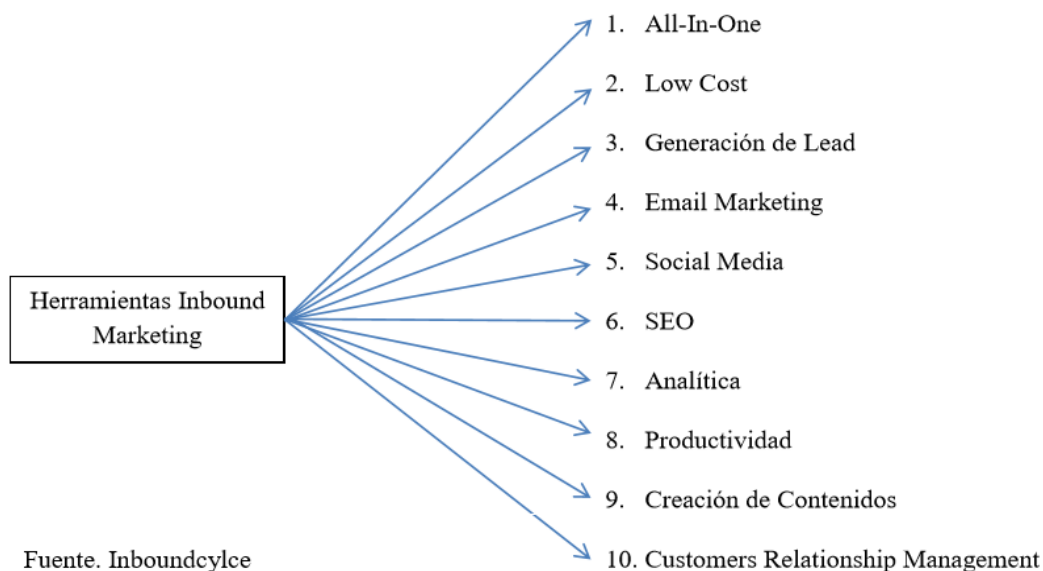 1. All-In-One
2. Low Cost
3. Generación de Lead
4. Email Marketing
5. Social Media
Herramientas Inbound
Marketing
6. SEO
7. Analítica
8. Productividad
9. Creación de Contenidos
Fuente. Inboundcylce
10. Customers Relationship Management